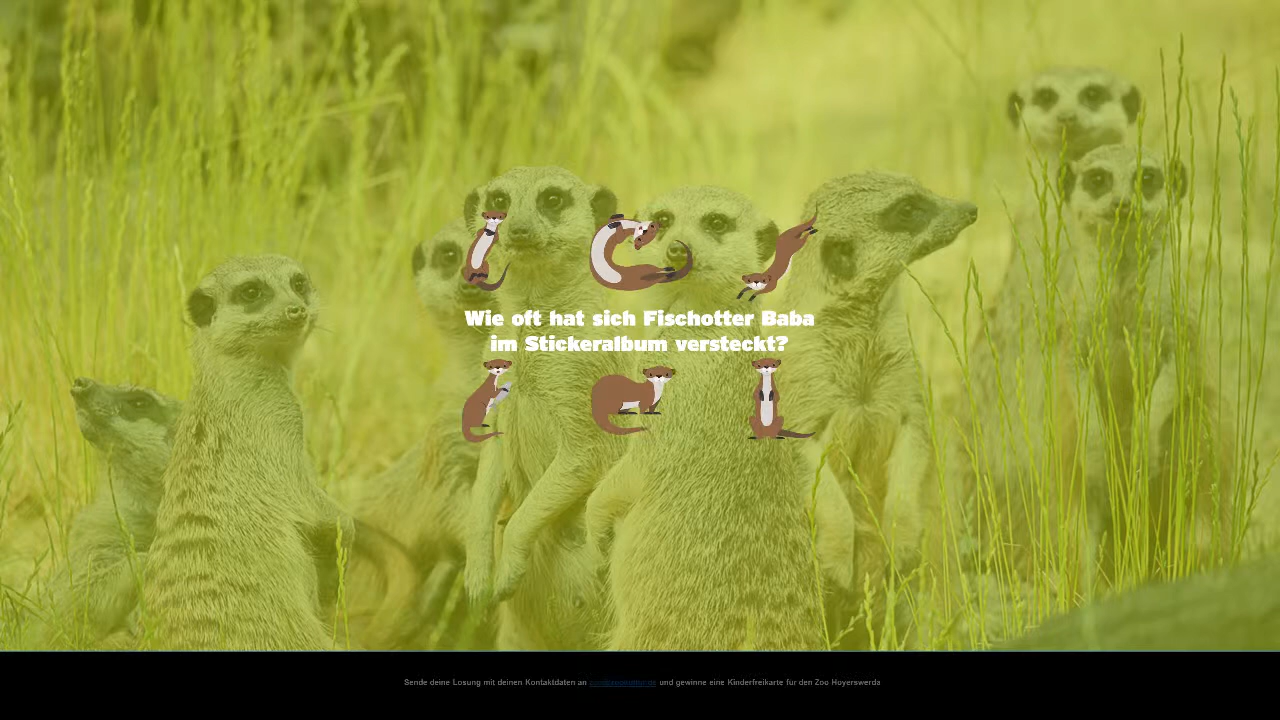 Wie oft hat sich Fischotter Baba
im Stickeralbum versteckt?
Sende deine Losung mit deinen Kontaktdaten an und gewinne eine Kinderfreikarte für den Zoo Hoyerswerda